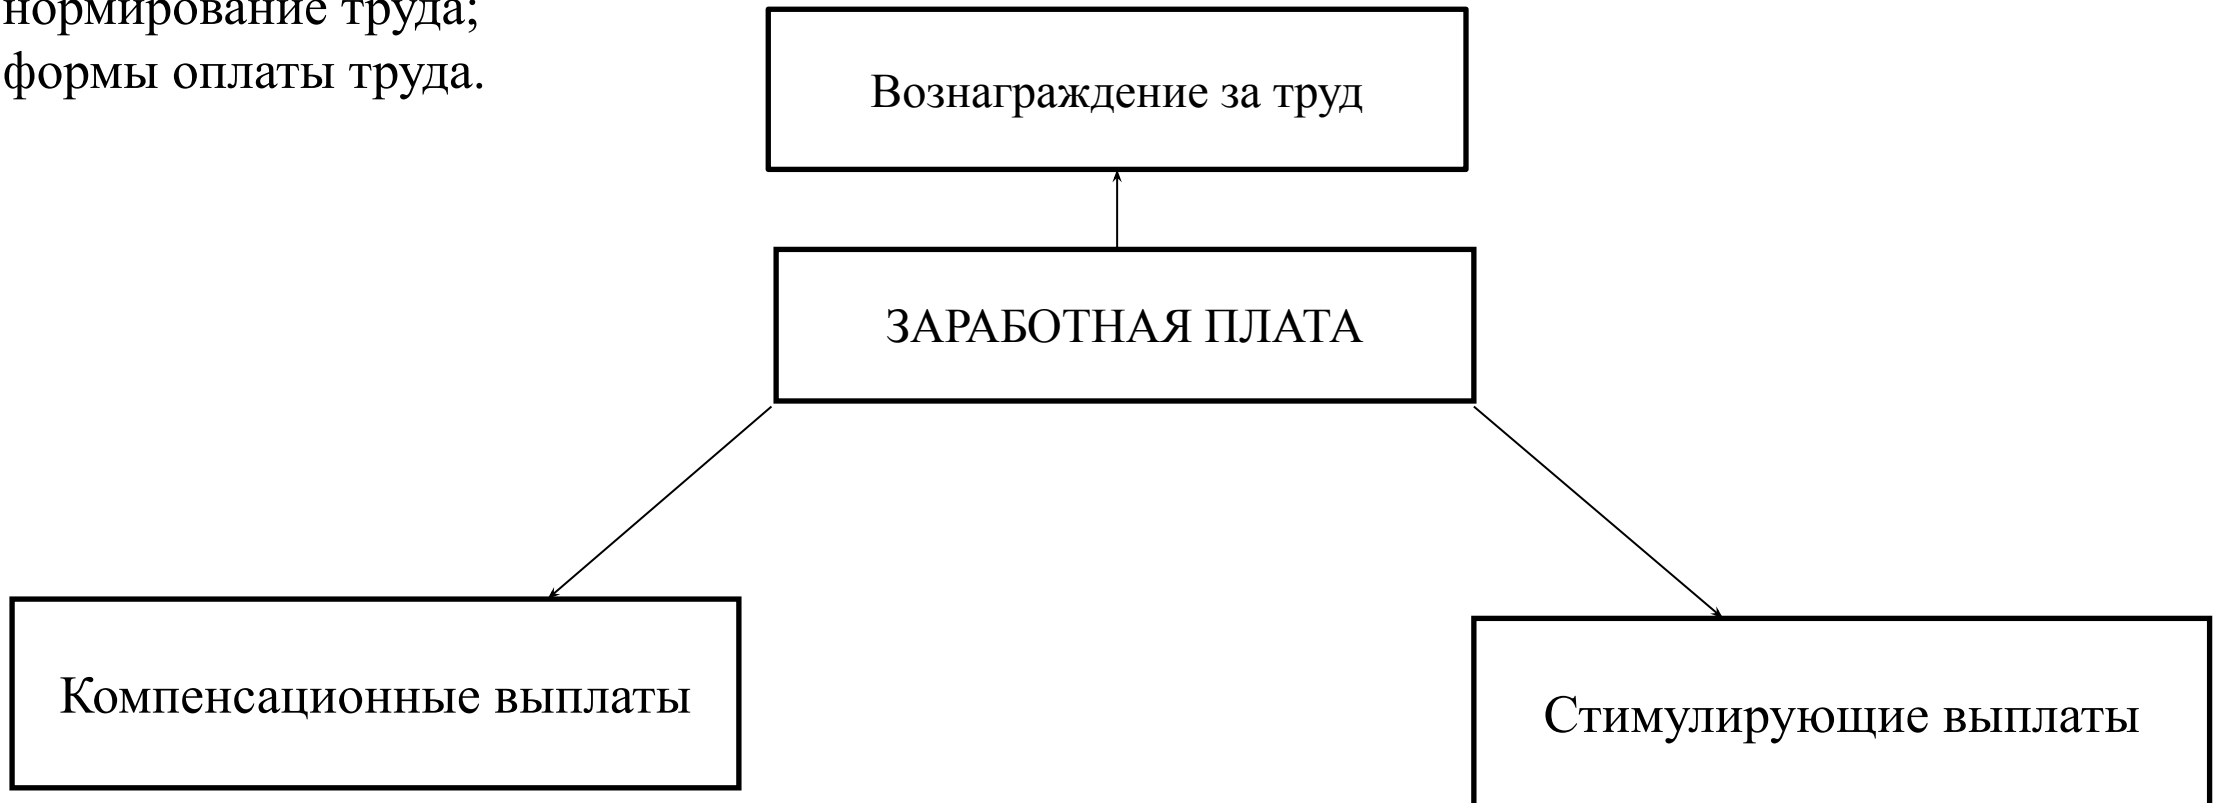 нормирование труда;
формы оплаты труда.
Вознаграждение за труд
ЗАРАБОТНАЯ ПЛАТА
Компенсационные выплаты
Стимулирующие выплаты